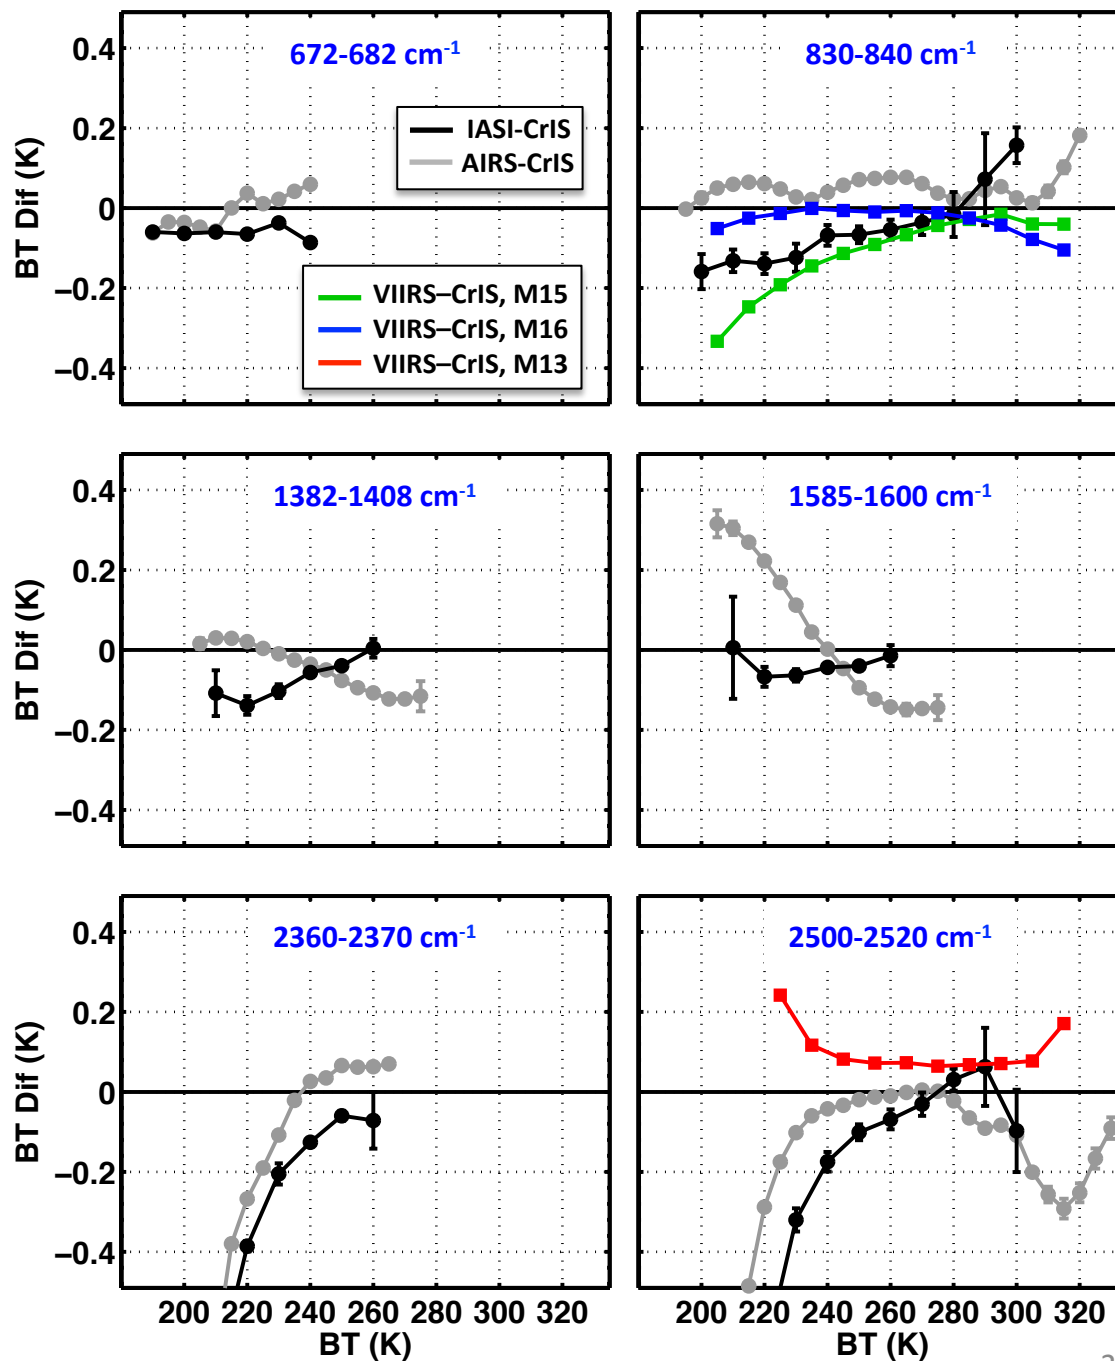 672-682 cm-1
830-840 cm-1
0.4
0.2
0
−0.2
−0.4
BT Dif (K)
IASI-CrIS
AIRS-CrIS
VIIRS–CrIS, M15
VIIRS–CrIS, M16
VIIRS–CrIS, M13
1382-1408 cm-1
1585-1600 cm-1
0.4
0.2
0
−0.2
−0.4
BT Dif (K)
2360-2370 cm-1
2500-2520 cm-1
0.4
0.2
0
−0.2
−0.4
BT Dif (K)
200 220 240 260 280 300 320
200 220 240 260 280 300 320
BT (K)
BT (K)